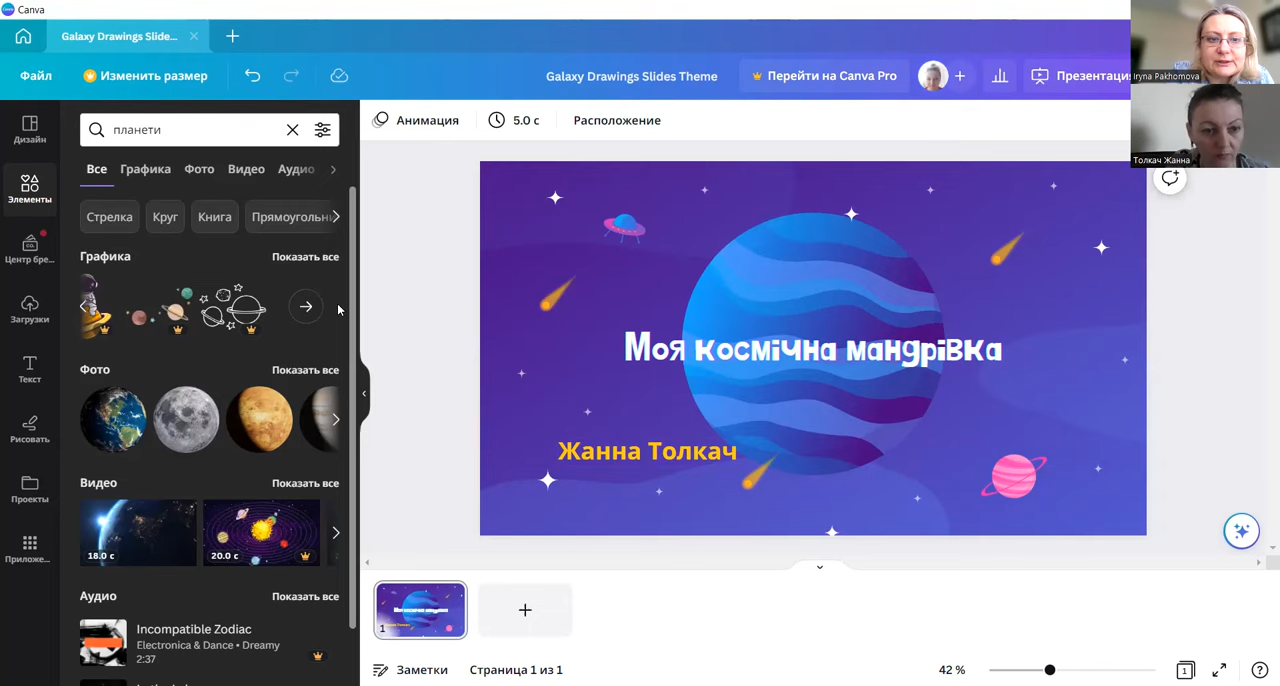 Canva
Galaxy Drawings Slide...
Файл
Изменить размер
Galaxy Drawings Slides Theme
Перейти на Canva Pro
Презентаци
Iryna Pakhomova
Толкач Жанна
Дизайн
Элементы
Центр бре...
Загрузки
Текст
Рисовать
Проекты
Приложе...
планети
Все
Графика
Фото
Видео
Аудио
Стрелка
Круг
Книга
Прямоугольни
Графика
Показать все
Фото
Показать все
Видео
Показать все
18.0 с
20.0 с
Аудио
Показать все
Incompatible Zodiac
Electronica & Dance • Dreamy
2:37
Анимация
5.0 с
Расположение
Моя космічна мандрівка
Жанна Толкач
1
Заметки
Страница 1 из 1
42 %
1